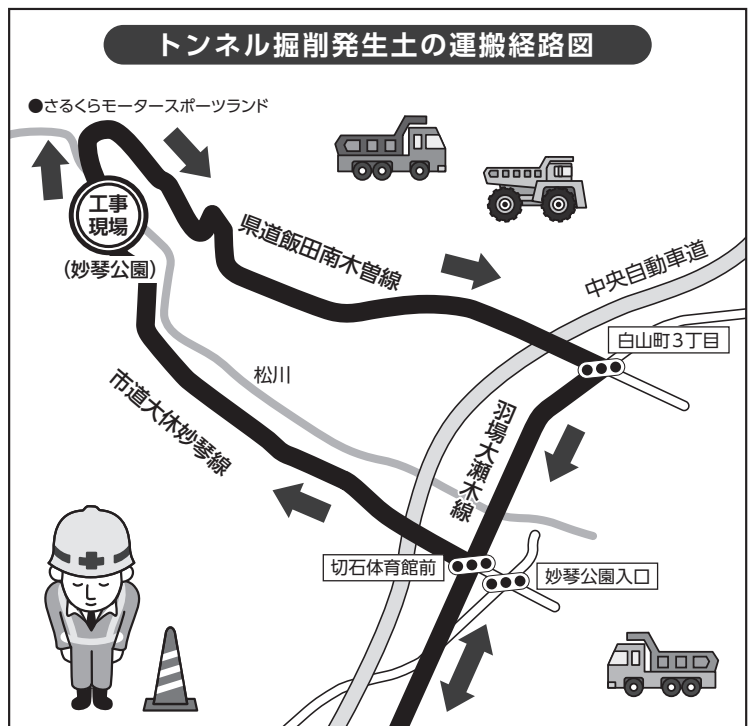 トンネル掘削発生土の運搬経路図
●さるくらモータースポーツランド
工事
現場
(妙琴公園)
県道飯田南木曽線
中央自動車道
白山町3丁目
松川
市道大休妙琴線
羽場大瀬木線
切石体育館前
妙琴公園入口